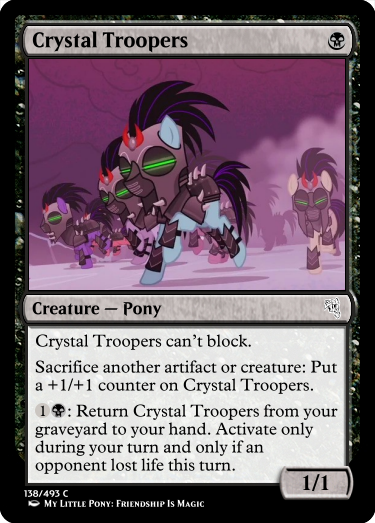 Crystal Troopers
Creature — Pony
Crystal Troopers can't block.
Sacrifice another artifact or creature: Put
a +1/+1 counter on Crystal Troopers.
1: Return Crystal Troopers from your
graveyard to your hand. Activate only
during your turn and only if an
opponent lost life this turn.
1/1
138/493 C
My Little Pony: Friendship Is Magic